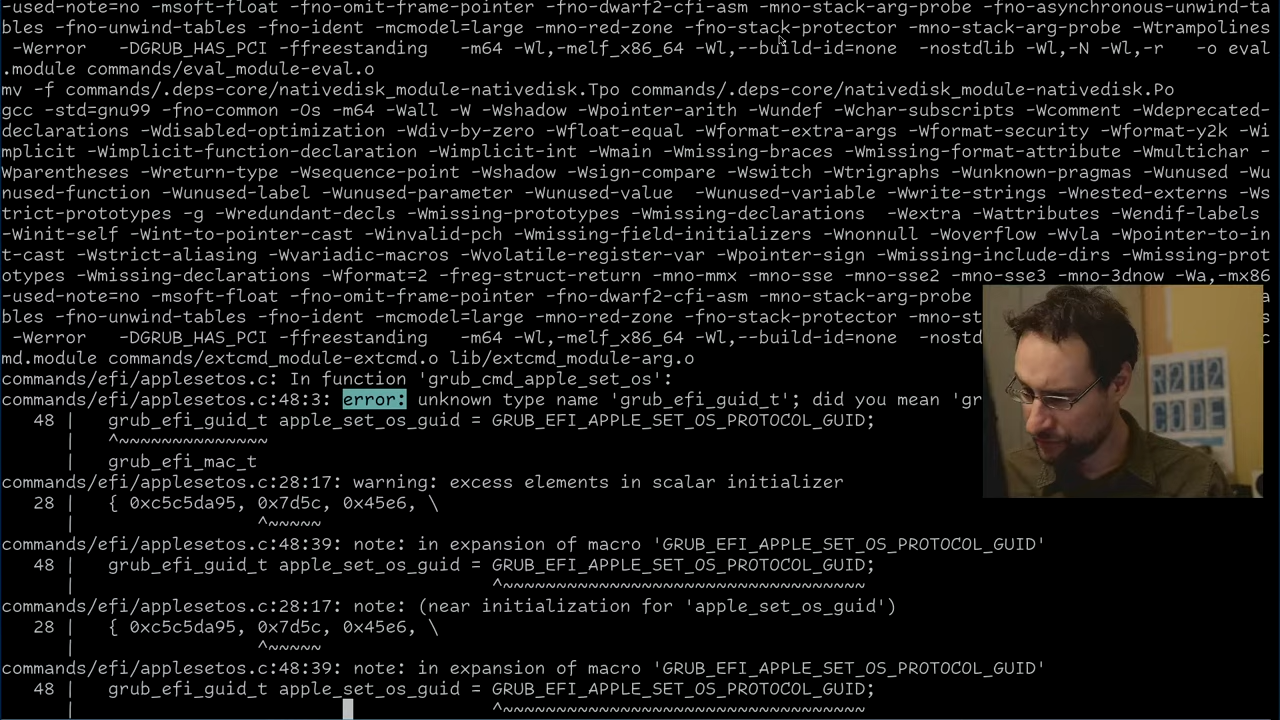 -used-note=no -msoft-float -fno-omit-frame-pointer -fno-dwarf2-cfi-asm -mno-stack-arg-probe -fno-asynchronous-unwind-ta
bles -fno-unwind-tables -fno-ident -mcmodel=large -mno-red-zone -fno-stack-protector -mno-stack-arg-probe -Wtrampolines
 -Werror   -DGRUB_HAS_PCI -ffreestanding   -m64 -Wl,-melf_x86_64 -Wl,--build-id=none  -nostdlib -Wl,-N -Wl,-r   -o eval
.module commands/eval_module-eval.o
mv -f commands/.deps-core/nativedisk_module-nativedisk.Tpo commands/.deps-core/nativedisk_module-nativedisk.Po
gcc -std=gnu99 -fno-common -Os -m64 -Wall -W -Wshadow -Wpointer-arith -Wundef -Wchar-subscripts -Wcomment -Wdeprecated-
declarations -Wdisabled-optimization -Wdiv-by-zero -Wfloat-equal -Wformat-extra-args -Wformat-security -Wformat-y2k -Wi
mplicit -Wimplicit-function-declaration -Wimplicit-int -Wmain -Wmissing-braces -Wmissing-format-attribute -Wmultichar -
Wparentheses -Wreturn-type -Wsequence-point -Wshadow -Wsign-compare -Wswitch -Wtrigraphs -Wunknown-pragmas -Wunused -Wu
nused-function -Wunused-label -Wunused-parameter -Wunused-value  -Wunused-variable -Wwrite-strings -Wnested-externs -Ws
trict-prototypes -g -Wredundant-decls -Wmissing-prototypes -Wmissing-declarations  -Wextra -Wattributes -Wendif-labels
-Winit-self -Wint-to-pointer-cast -Winvalid-pch -Wmissing-field-initializers -Wnonnull -Woverflow -Wvla -Wpointer-to-in
t-cast -Wstrict-aliasing -Wvariadic-macros -Wvolatile-register-var -Wpointer-sign -Wmissing-include-dirs -Wmissing-prot
otypes -Wmissing-declarations -Wformat=2 -freg-struct-return -mno-mmx -mno-sse -mno-sse2 -mno-sse3 -mno-3dnow -Wa,-mx86
-used-note=no -msoft-float -fno-omit-frame-pointer -fno-dwarf2-cfi-asm -mno-stack-arg-probe
bles -fno-unwind-tables -fno-ident -mcmodel=large -mno-red-zone -fno-stack-protector -mno-st
 -Werror   -DGRUB_HAS_PCI -ffreestanding   -m64 -Wl,-melf_x86_64 -Wl,--build-id=none  -nostd c
md.module commands/extcmd_module-extcmd.o lib/extcmd_module-arg.o
commands/efi/applesetos.c: In function 'grub_cmd_apple_set_os':
commands/efi/applesetos.c:48:3: error: unknown type name 'grub_efi_guid_t'; did you mean 'gr
   48 |   grub_efi_guid_t apple_set_os_guid = GRUB_EFI_APPLE_SET_OS_PROTOCOL_GUID;
      |   ^~~~~~~~~~~~~~~
      |   grub_efi_mac_t
commands/efi/applesetos.c:28:17: warning: excess elements in scalar initializer
   28 |   { 0xc5c5da95, 0x7d5c, 0x45e6, \
      |                 ^~~~~~
commands/efi/applesetos.c:48:39: note: in expansion of macro 'GRUB_EFI_APPLE_SET_OS_PROTOCOL_GUID'
   48 |   grub_efi_guid_t apple_set_os_guid = GRUB_EFI_APPLE_SET_OS_PROTOCOL_GUID;
      |                                       ^~~~~~~~~~~~~~~~~~~~~~~~~~~~~~~~~~~
commands/efi/applesetos.c:28:17: note: (near initialization for 'apple_set_os_guid')
   28 |   { 0xc5c5da95, 0x7d5c, 0x45e6, \
      |                 ^~~~~~
commands/efi/applesetos.c:48:39: note: in expansion of macro 'GRUB_EFI_APPLE_SET_OS_PROTOCOL_GUID'
   48 |   grub_efi_guid_t apple_set_os_guid = GRUB_EFI_APPLE_SET_OS_PROTOCOL_GUID;
      |                                       ^~~~~~~~~~~~~~~~~~~~~~~~~~~~~~~~~~~